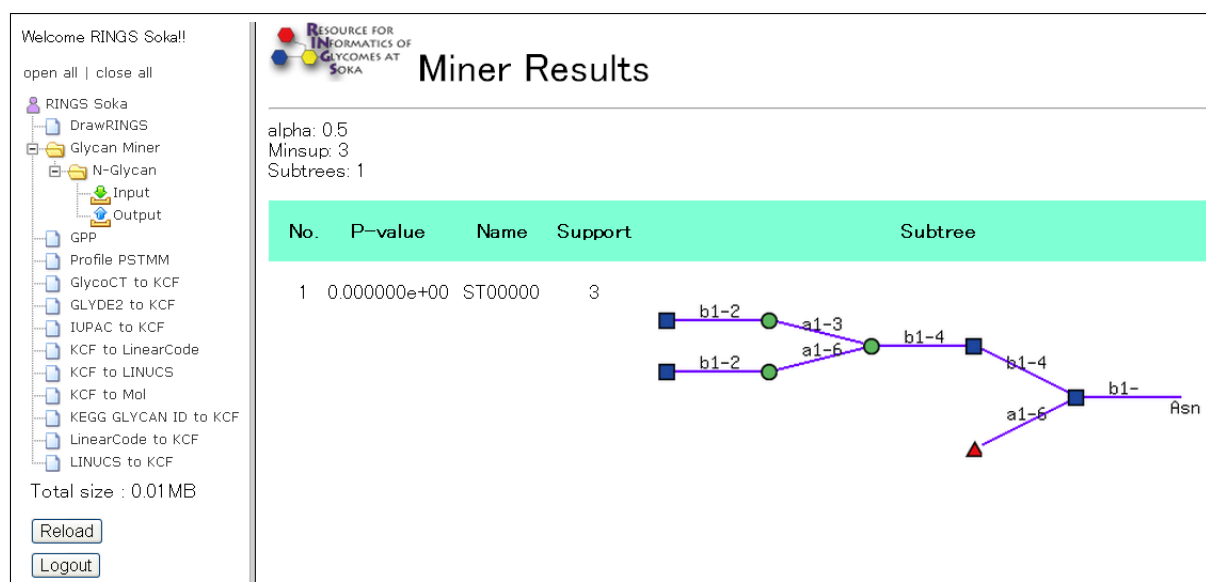 Welcome RINGS Soka!!
open all | close all
RINGS Soka
DrawRINGS
Glycan Miner
N-Glycan
Input
Output
GPP
Profile PSTMM
GlycoCT to KCF
GLYDE2 to KCF
IUPAC to KCF
KCF to LinearCode
KCF to LINUCS
KCF to Mol
KEGG GLYCAN ID to KCF
LinearCode to KCF
LINUCS to KCF
Total size : 0.01MB
Reload
Logout
RESOURCE FOR
INFORMATICS OF
GLYCOMES AT
SOKA
Miner Results
alpha: 0.5
Minsup: 3
Subtrees: 1
No. P-value Name Support Subtree
1 0.000000e+00 ST00000 3
b1-2 a1-3
b1-2 a1-6 b1-4 b1-4
a1-6 b1- Asn